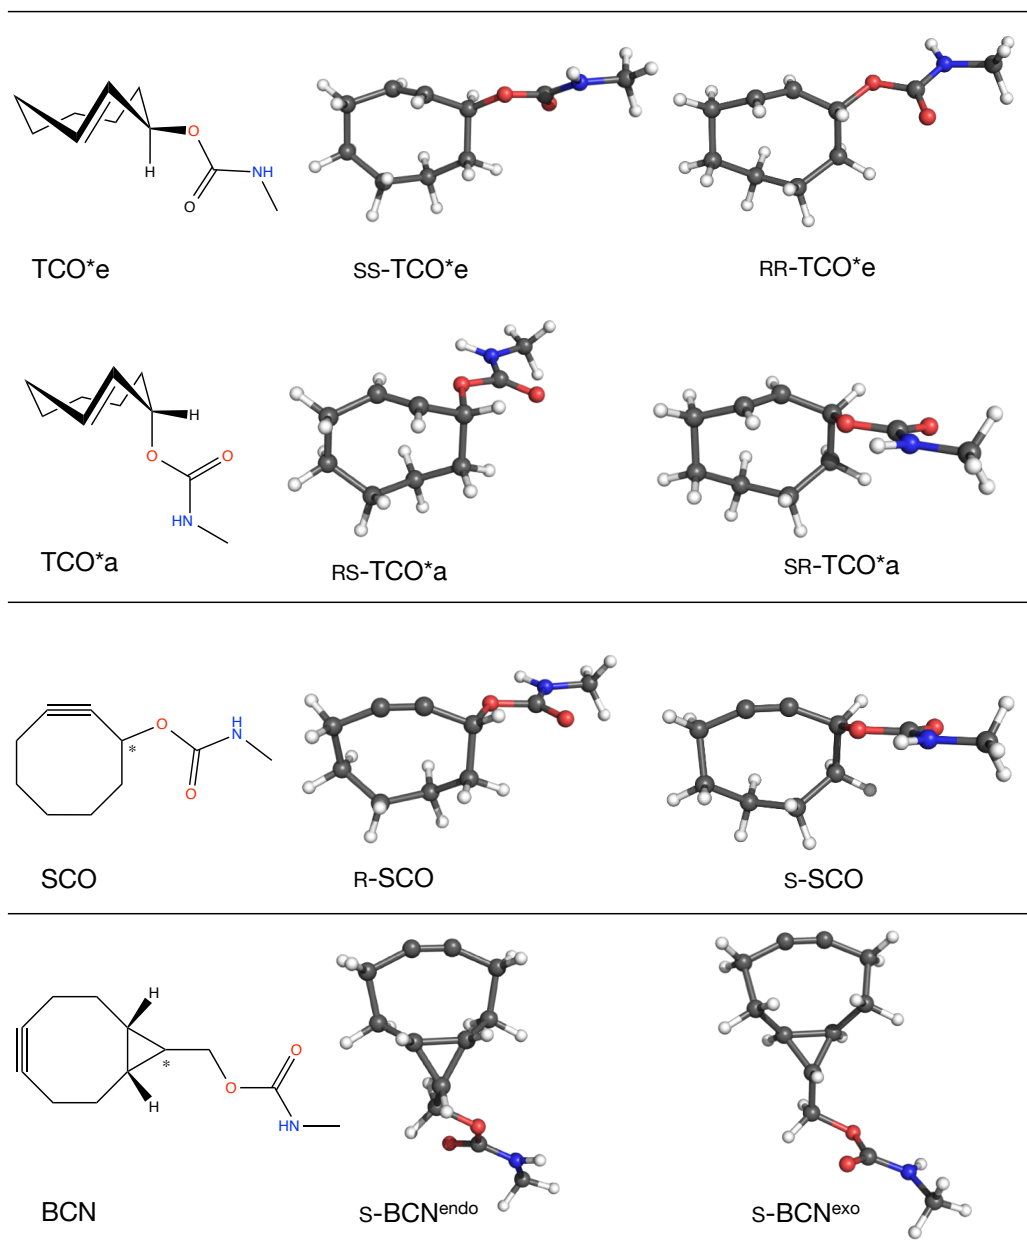 O
H
NH
O
TCO*e
SS-TCO*e
RR-TCO*e
H
O
O
HN
TCO*a
RS-TCO*a
SR-TCO*a
O
H
N
*
O
SCO
R-SCO
S-SCO
H
*
O
O
H
HN
BCN
S-BCNendo
S-BCNexo